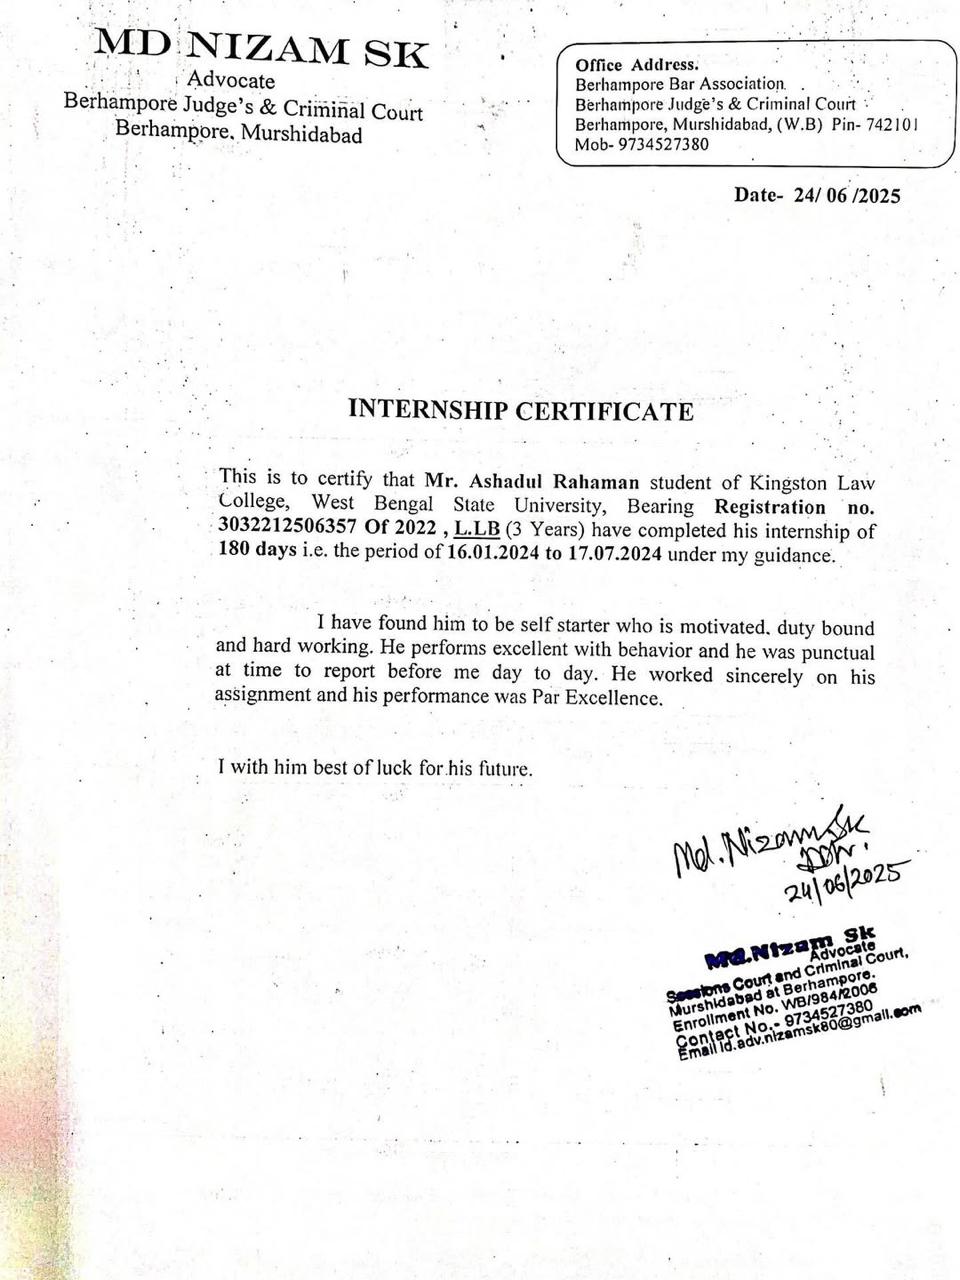 MD NIZAM SK
Advocate
Berhampore Judge's & Criminal Court
Berhampore. Murshidabad
Office Address.
Berhampore Bar Association.
Berhampore Judge's & Criminal Court
Berhampore, Murshidabad, (W.B) Pin- 742101
Mob- 9734527380
Date- 24/ 06 /2025
INTERNSHIP CERTIFICATE
This is to certify that Mr. Ashadul Rahaman student of Kingston Law
College, West Bengal State University, Bearing Registration no.
3032212506357 Of 2022 , L.LB (3 Years) have completed his internship of
180 days i.e. the period of 16.01.2024 to 17.07.2024 under my guidance.
I have found him to be self starter who is motivated. duty bound
and hard working. He performs excellent with behavior and he was punctual
at time to report before me day to day. He worked sincerely on his
assignment and his performance was Par Excellence.
I with him best of luck for his future.
Md. Nizam Sk
24/06/2025
Md.Nizam Sk
Advocate
Sessions Court and Criminal Court,
Murshidabad at Berhampore.
Enrollment No. WB/984/2006
Contact No.- 9734527380
Email Id.adv.nizamsk80@gmail.com